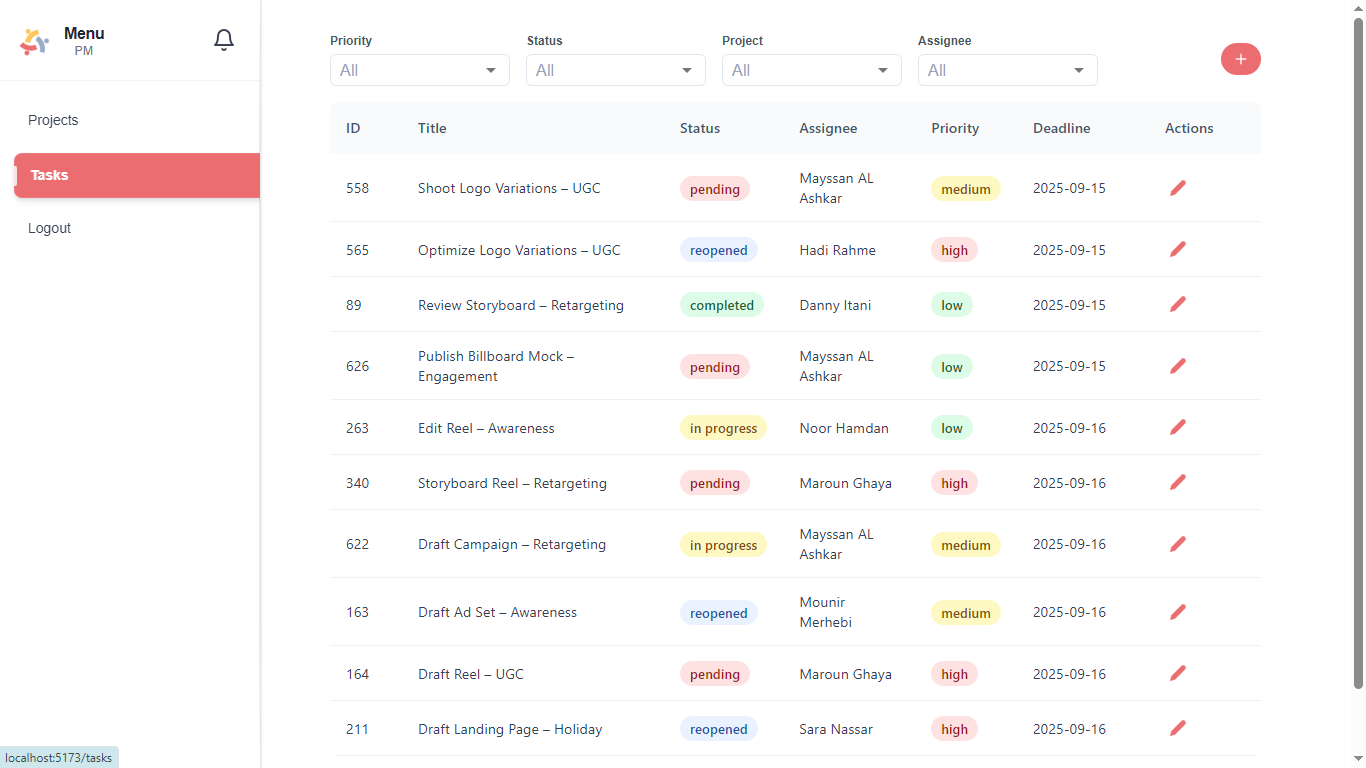 Menu
PM
Projects
Tasks
Logout
Priority Status Project Assignee
All All All All
+
ID Title Status Assignee Priority Deadline Actions
558 Shoot Logo Variations – UGC pending Mayssan AL Ashkar medium 2025-09-15
565 Optimize Logo Variations – UGC reopened Hadi Rahme high 2025-09-15
89 Review Storyboard – Retargeting completed Danny Itani low 2025-09-15
626 Publish Billboard Mock – Engagement pending Mayssan AL Ashkar low 2025-09-15
263 Edit Reel – Awareness in progress Noor Hamdan low 2025-09-16
340 Storyboard Reel – Retargeting pending Maroun Ghaya high 2025-09-16
622 Draft Campaign – Retargeting in progress Mayssan AL Ashkar medium 2025-09-16
163 Draft Ad Set – Awareness reopened Mounir Merhebi medium 2025-09-16
164 Draft Reel – UGC pending Maroun Ghaya high 2025-09-16
211 Draft Landing Page – Holiday reopened Sara Nassar high 2025-09-16
localhost:5173/tasks